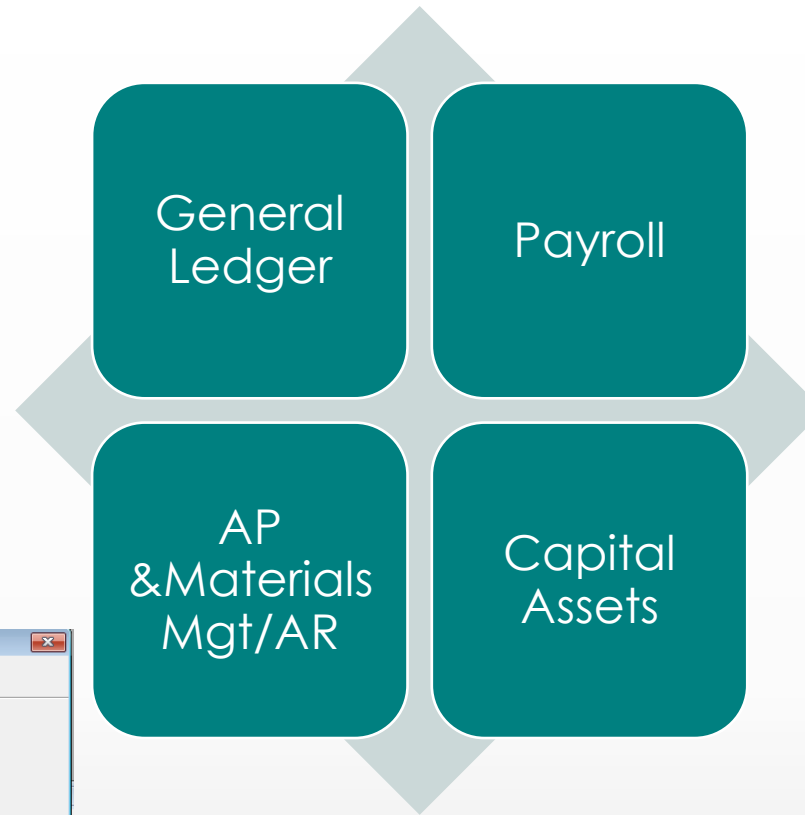 General
Ledger
Payroll
AP
&Materials
Mgt/AR
Capital
Assets